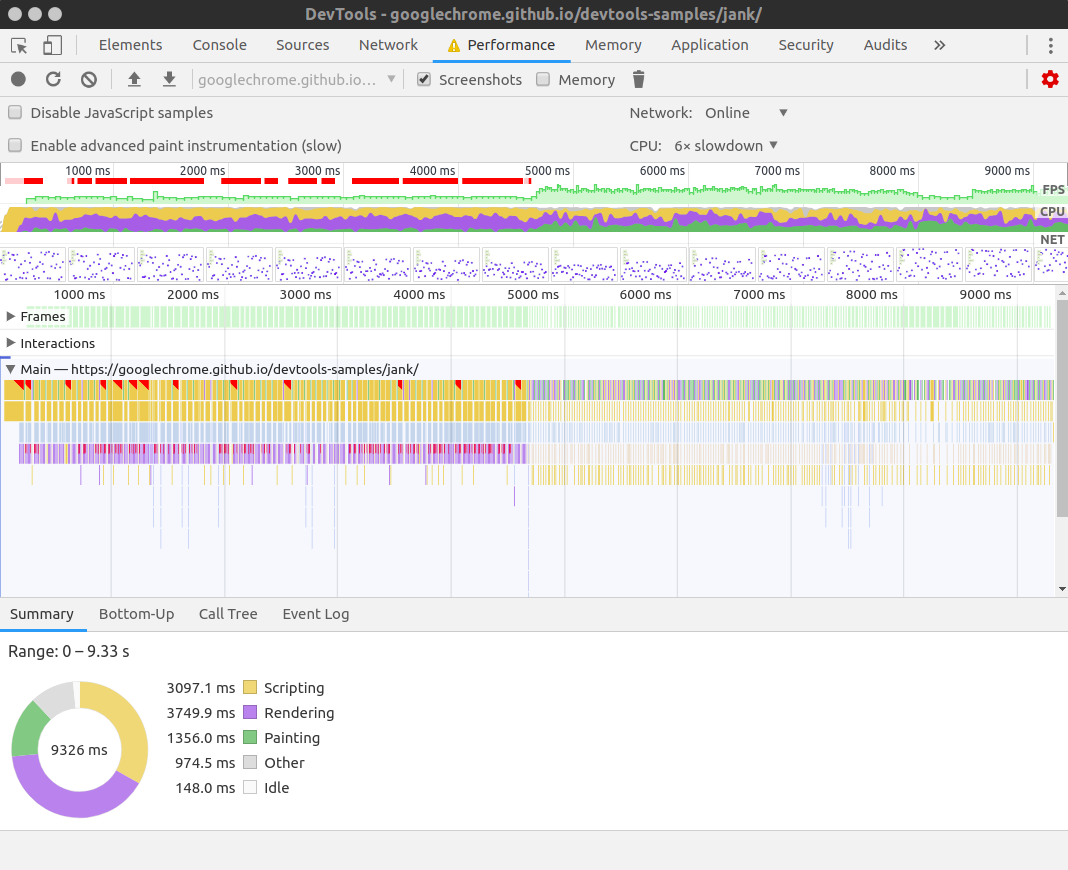 DevTools - googlechrome.github.io/devtools-samples/jank/
Elements Console Sources Network Performance Memory Application Security Audits »
googlechrome.github.io… Screenshots Memory
Disable JavaScript samples Network: Online
Enable advanced paint instrumentation (slow) CPU: 6× slowdown
1000 ms 2000 ms 3000 ms 4000 ms 5000 ms 6000 ms 7000 ms 8000 ms 9000 ms
FPS
CPU
NET
1000 ms 2000 ms 3000 ms 4000 ms 5000 ms 6000 ms 7000 ms 8000 ms 9000 ms
Frames
Interactions
Main — https://googlechrome.github.io/devtools-samples/jank/
Summary Bottom-Up Call Tree Event Log
Range: 0 – 9.33 s
9326 ms
3097.1 ms Scripting
3749.9 ms Rendering
1356.0 ms Painting
974.5 ms Other
148.0 ms Idle